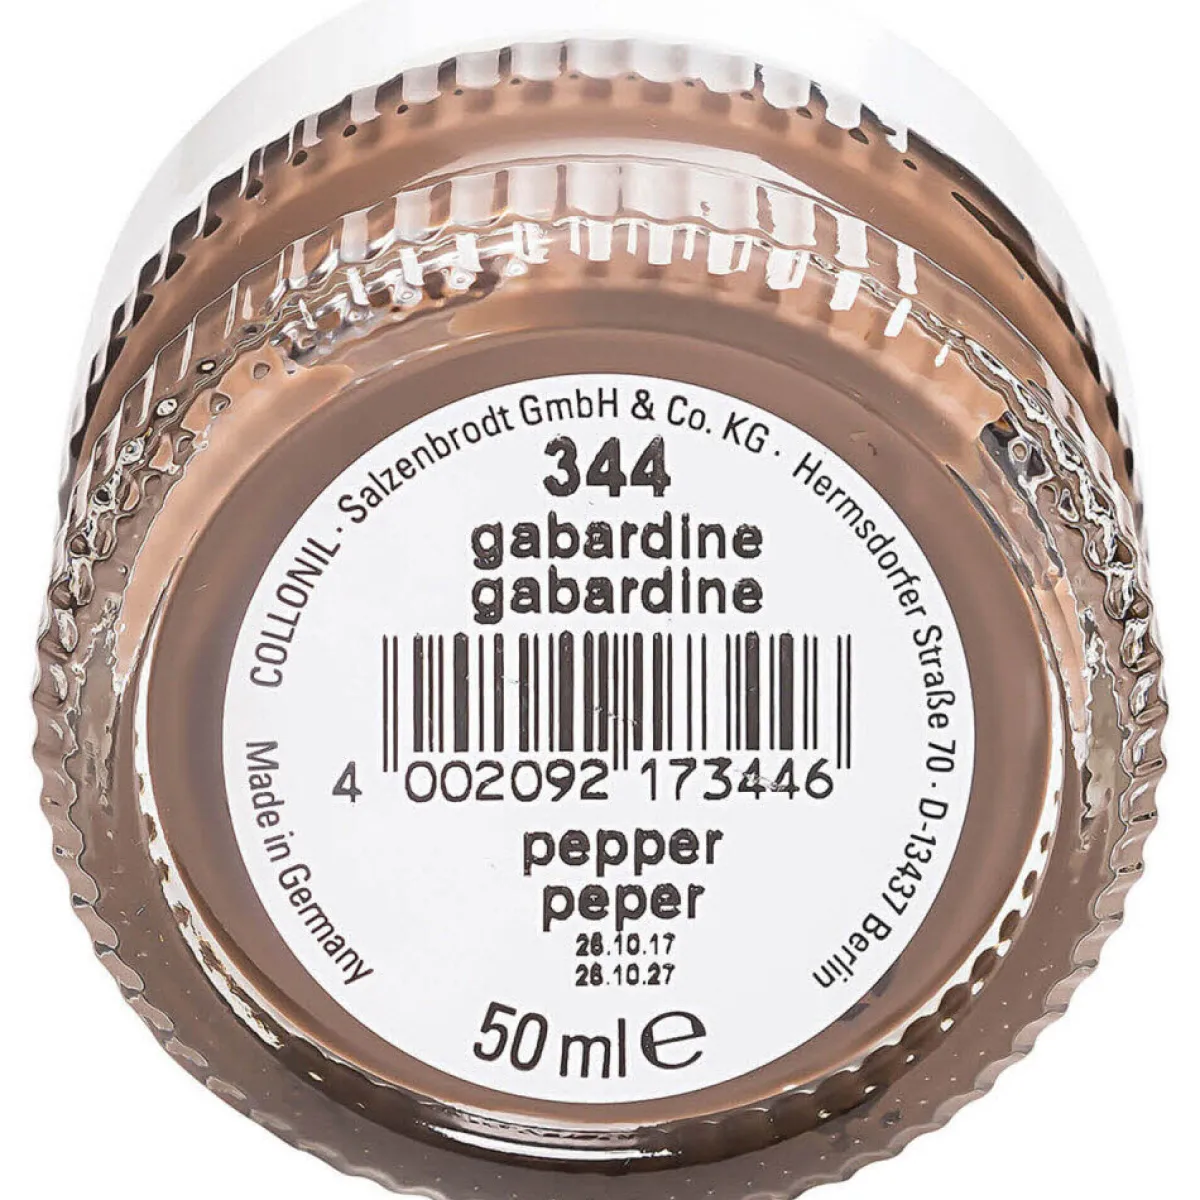 COLLONIL · Salzenbrodt GmbH & Co. KG · Hermsdorfer Straße 70 · D-13437 Berlin
344
gabardine
gabardine
4 002092 173446
pepper
peper
26.10.17
26.10.27
50 ml e
Made in Germany